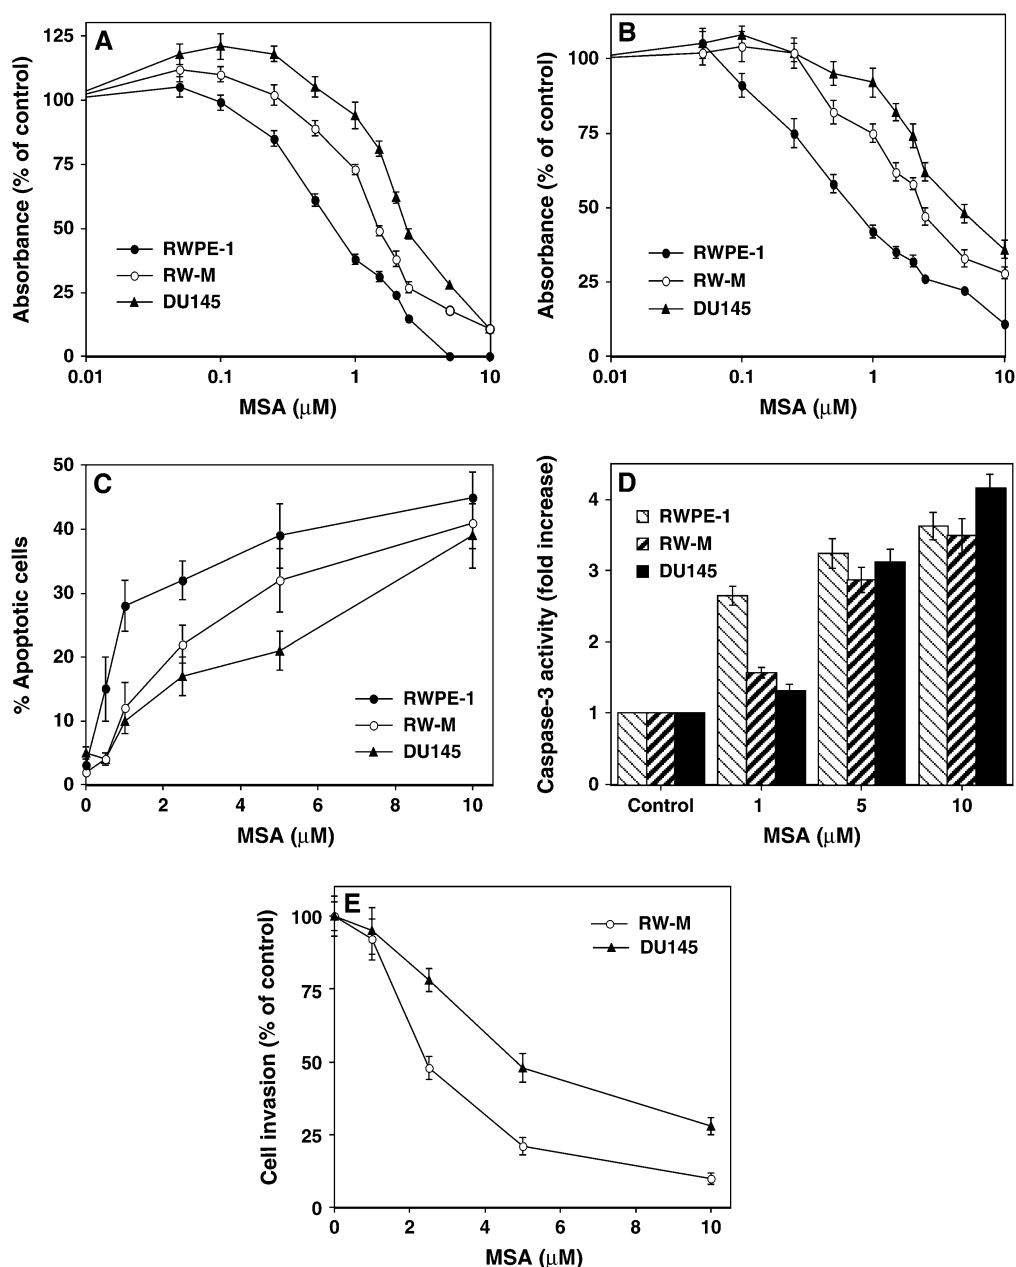 A
Absorbance (% of control)
125
100
75
50
25
0
RWPE-1
RW-M
DU145
0.01 0.1 1 10
MSA (μM)
B
Absorbance (% of control)
100
75
50
25
0
RWPE-1
RW-M
DU145
0.01 0.1 1 10
MSA (μM)
C
% Apoptotic cells
50
40
30
20
10
0
RWPE-1
RW-M
DU145
0 2 4 6 8 10
MSA (μM)
D
Caspase-3 activity (fold increase)
4
3
2
1
0
RWPE-1
RW-M
DU145
Control 1 5 10
MSA (μM)
E
Cell invasion (% of control)
100
75
50
25
0
RW-M
DU145
0 2 4 6 8 10
MSA (μM)